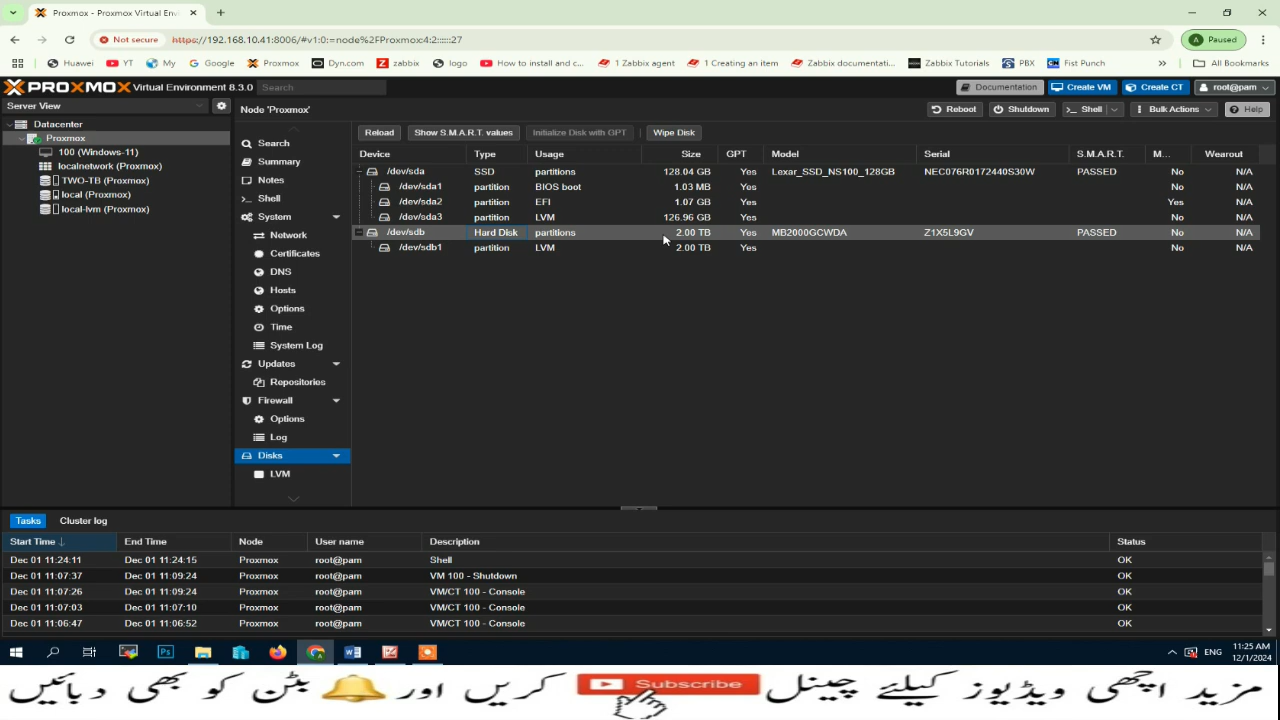 Proxmox - Proxmox Virtual Envi
Not secure https://192.168.10.41:8006/#v1:0:=node%2FProxmox:4:2::::::27 Paused
Huawei YT My Google Proxmox Dyn.com zabbix logo How to install and c... 1 Zabbix agent 1 Creating an item Zabbix documentati... Zabbix Tutorials PBX Fist Punch All Bookmarks
PROXMOX Virtual Environment 8.3.0 Search Documentation Create VM Create CT root@pam
Server View Node 'Proxmox' Reboot Shutdown Shell Bulk Actions Help
Datacenter
Proxmox
100 (Windows-11)
localnetwork (Proxmox)
TWO-TB (Proxmox)
local (Proxmox)
local-lvm (Proxmox)
Search
Summary
Notes
Shell
System
Network
Certificates
DNS
Hosts
Options
Time
System Log
Updates
Repositories
Firewall
Options
Log
Disks
LVM
Reload Show S.M.A.R.T. values Initialize Disk with GPT Wipe Disk
Device Type Usage Size GPT Model Serial S.M.A.R.T. M... Wearout
/dev/sda SSD partitions 128.04 GB Yes Lexar_SSD_NS100_128GB NEC076R0172440S30W PASSED No N/A
/dev/sda1 partition BIOS boot 1.03 MB Yes No N/A
/dev/sda2 partition EFI 1.07 GB Yes Yes N/A
/dev/sda3 partition LVM 126.96 GB Yes No N/A
/dev/sdb Hard Disk partitions 2.00 TB Yes MB2000GCWDA Z1X5L9GV PASSED No N/A
/dev/sdb1 partition LVM 2.00 TB Yes No N/A
Tasks Cluster log
Start Time End Time Node User name Description Status
Dec 01 11:24:11 Dec 01 11:24:15 Proxmox root@pam Shell OK
Dec 01 11:07:37 Dec 01 11:09:24 Proxmox root@pam VM 100 - Shutdown OK
Dec 01 11:07:26 Dec 01 11:09:24 Proxmox root@pam VM/CT 100 - Console OK
Dec 01 11:07:03 Dec 01 11:07:10 Proxmox root@pam VM/CT 100 - Console OK
Dec 01 11:06:47 Dec 01 11:06:52 Proxmox root@pam VM/CT 100 - Console OK
Ps ENG 11:25 AM
12/1/2024
مزید اچھی ویڈیوز کیلئے چینل Subscribe کریں اور بٹن کو بھی دبائیں